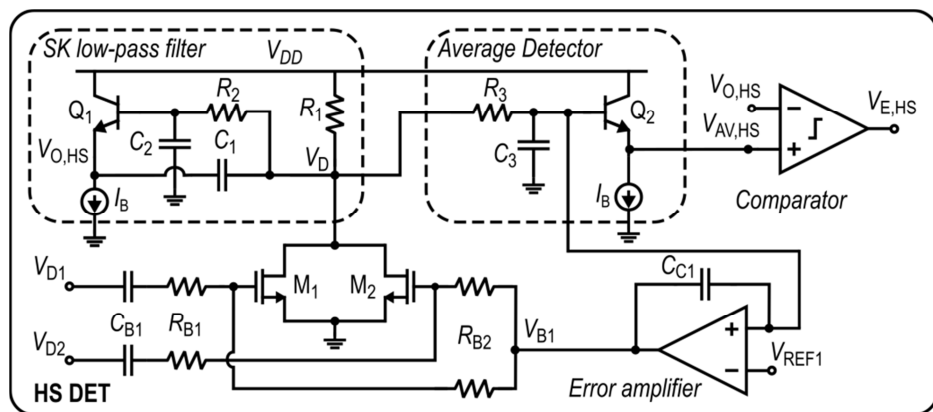 SK low-pass filter
V_DD
Average Detector
Q_1
R_2
R_1
R_3
Q_2
V_O,HS
V_E,HS
V_O,HS
C_2
C_1
V_D
C_3
V_AV,HS
I_B
I_B
Comparator
V_D1
M_1
M_2
C_C1
C_B1
R_B1
R_B2
V_B1
V_D2
V_REF1
HS DET
Error amplifier
+
−
+
−